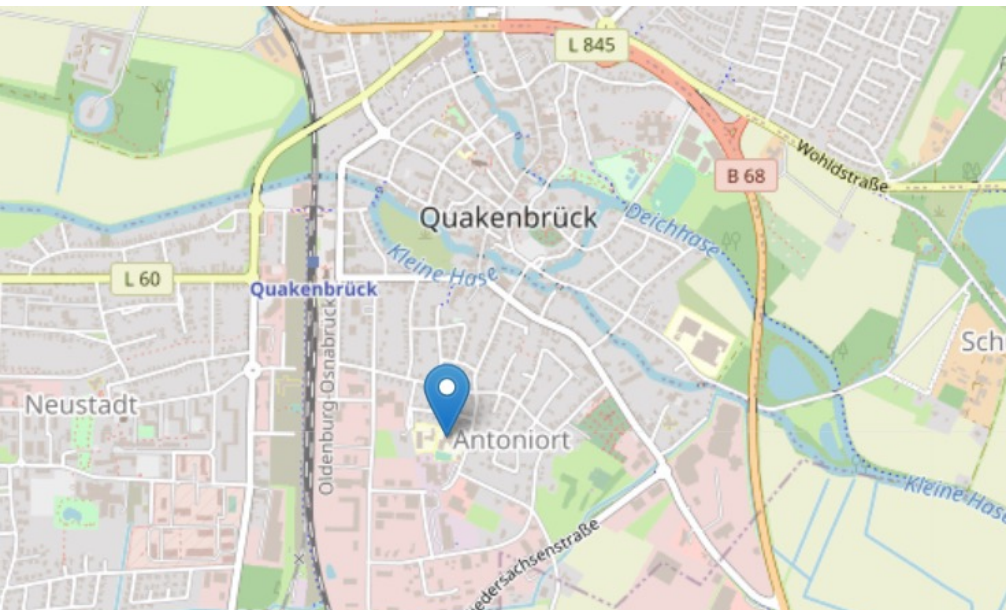 L 845
Wohldstraße
B 68
Quakenbrück
Deichhase
Kleine Hase
L 60
Quakenbrück
Oldenburg-Osnabrück
Sch
Neustadt
Antoniort
Kleine Hase
edersachsenstraße